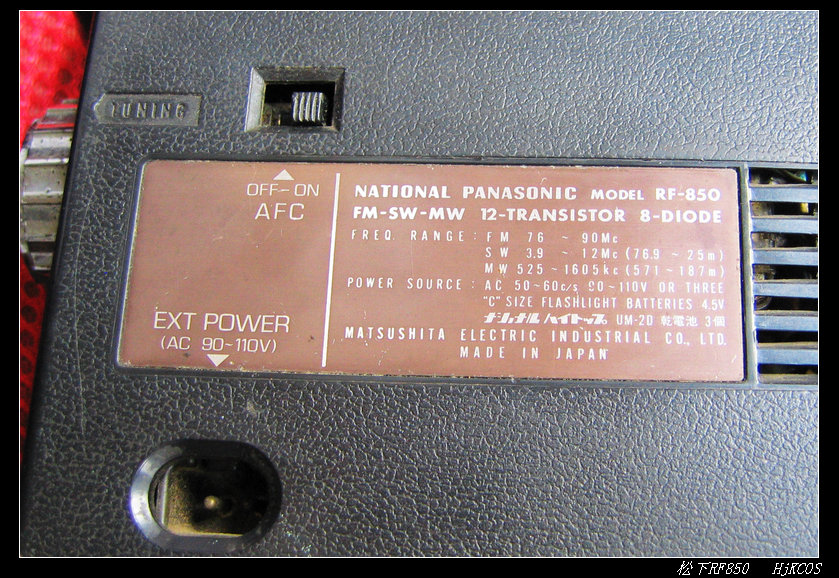 TUNING
OFF-ON
AFC
EXT POWER
(AC 90~110V)
NATIONAL PANASONIC MODEL RF-850
FM-SW-MW 12-TRANSISTOR 8-DIODE
FREQ. RANGE: FM 76 ~ 90Mc
SW 3.9 ~ 12Mc (76.9 ~ 25m)
MW 525~1605kc (571~187m)
POWER SOURCE: AC 50~60c/s 90~110V OR THREE
"C" SIZE FLASHLIGHT BATTERIES 4.5V
ナショナル ハイトップ UM-2D 乾電池 3個
MATSUSHITA ELECTRIC INDUSTRIAL CO., LTD.
MADE IN JAPAN
松下RF850 HjRCOS